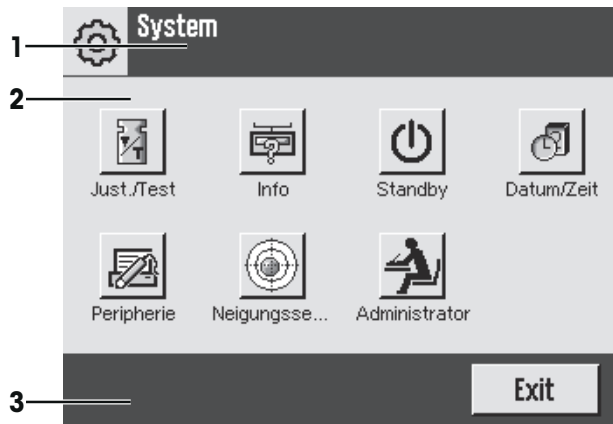 System
1
2
Just./Test Info Standby Datum/Zeit
Peripherie Neigungsse... Administrator
3
Exit